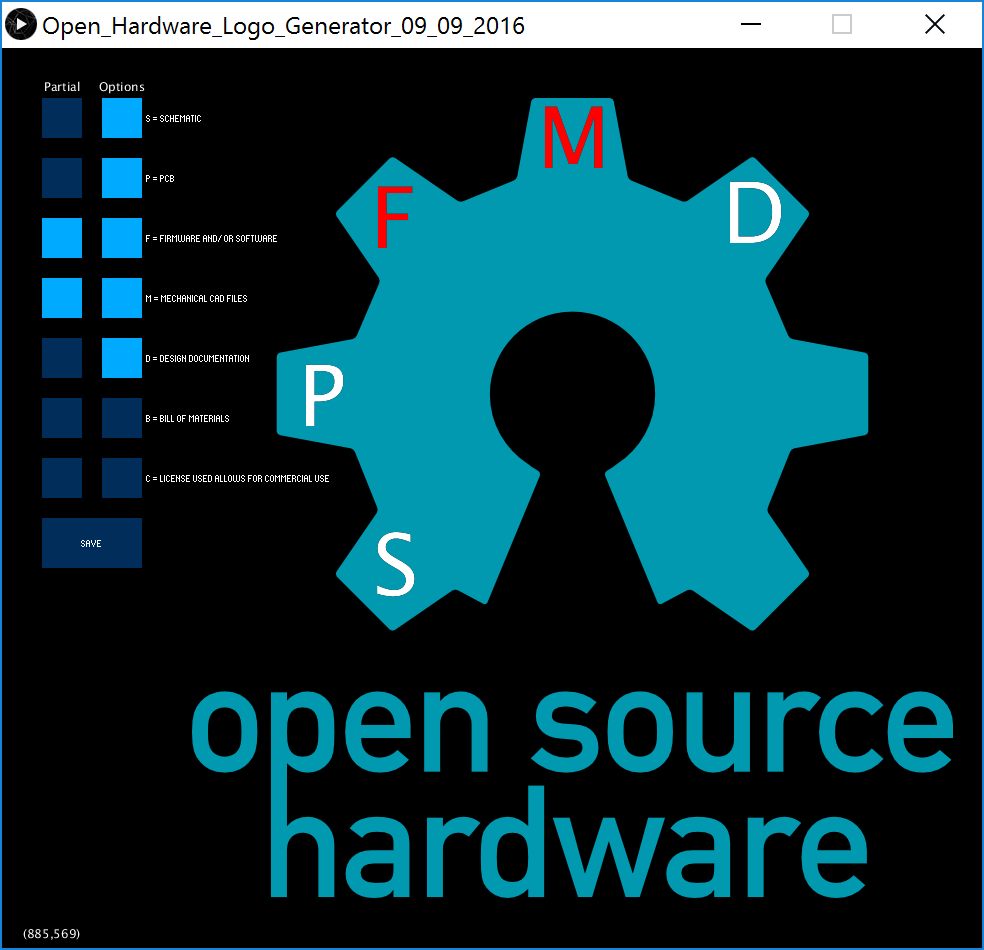 Open_Hardware_Logo_Generator_09_09_2016
Partial Options
S = SCHEMATIC
P = PCB
F = FIRMWARE AND/OR SOFTWARE
M = MECHANICAL CAD FILES
D = DESIGN DOCUMENTATION
B = BILL OF MATERIALS
C = LICENSE USED ALLOWS FOR COMMERCIAL USE
SAVE
M
F
D
P
S
open source
hardware
(885,569)